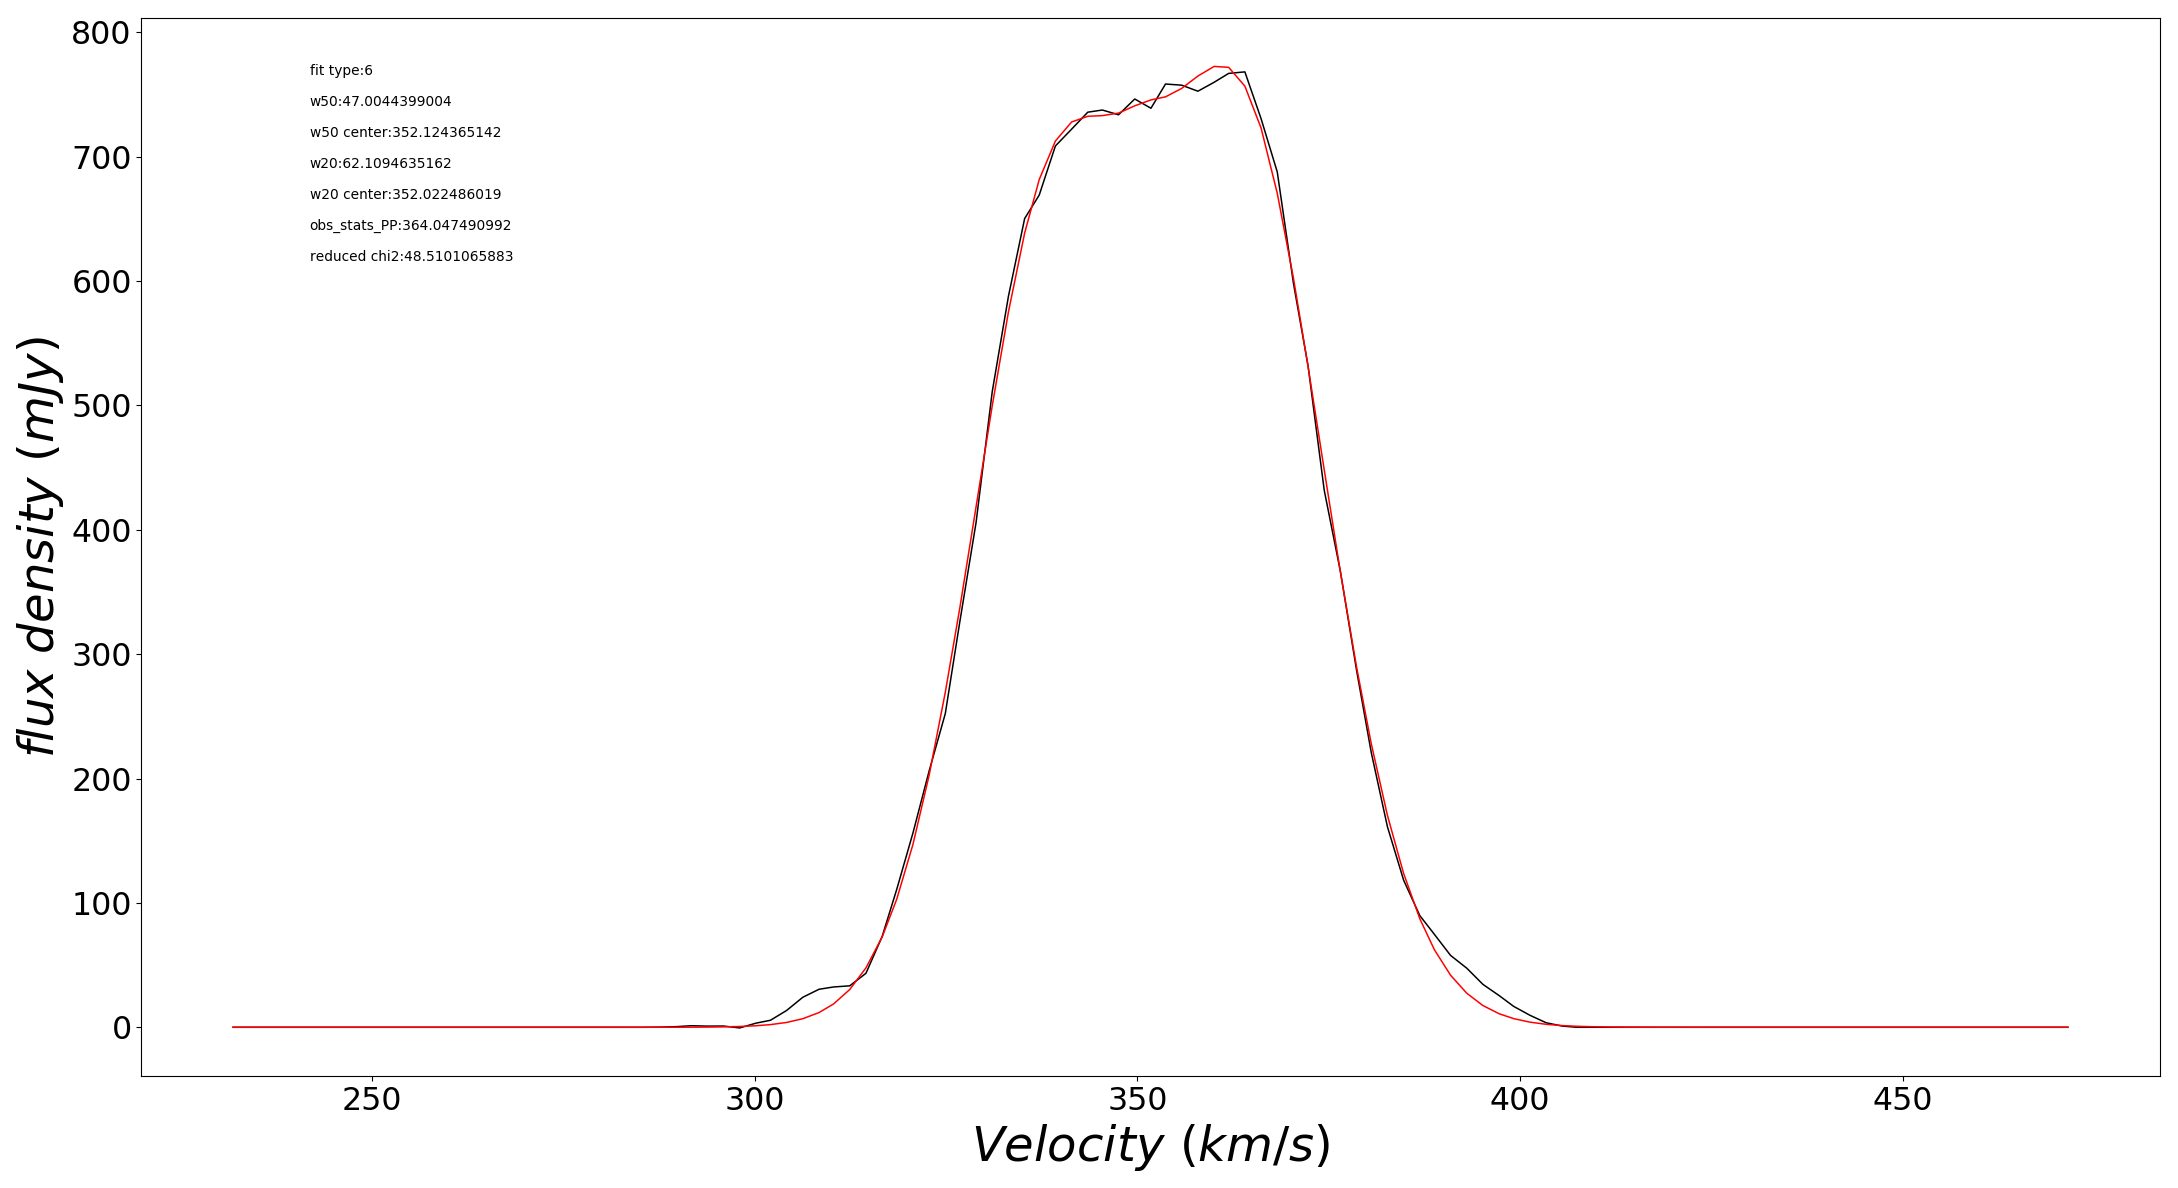 800
700
600
500
400
300
200
100
0
fit type:6
w50:47.0044399004
w50 center:352.124365142
w20:62.1094635162
w20 center:352.022486019
obs_stats_PP:364.047490992
reduced chi2:48.5101065883
flux density (mJy)
250 300 350 400 450
Velocity (km/s)